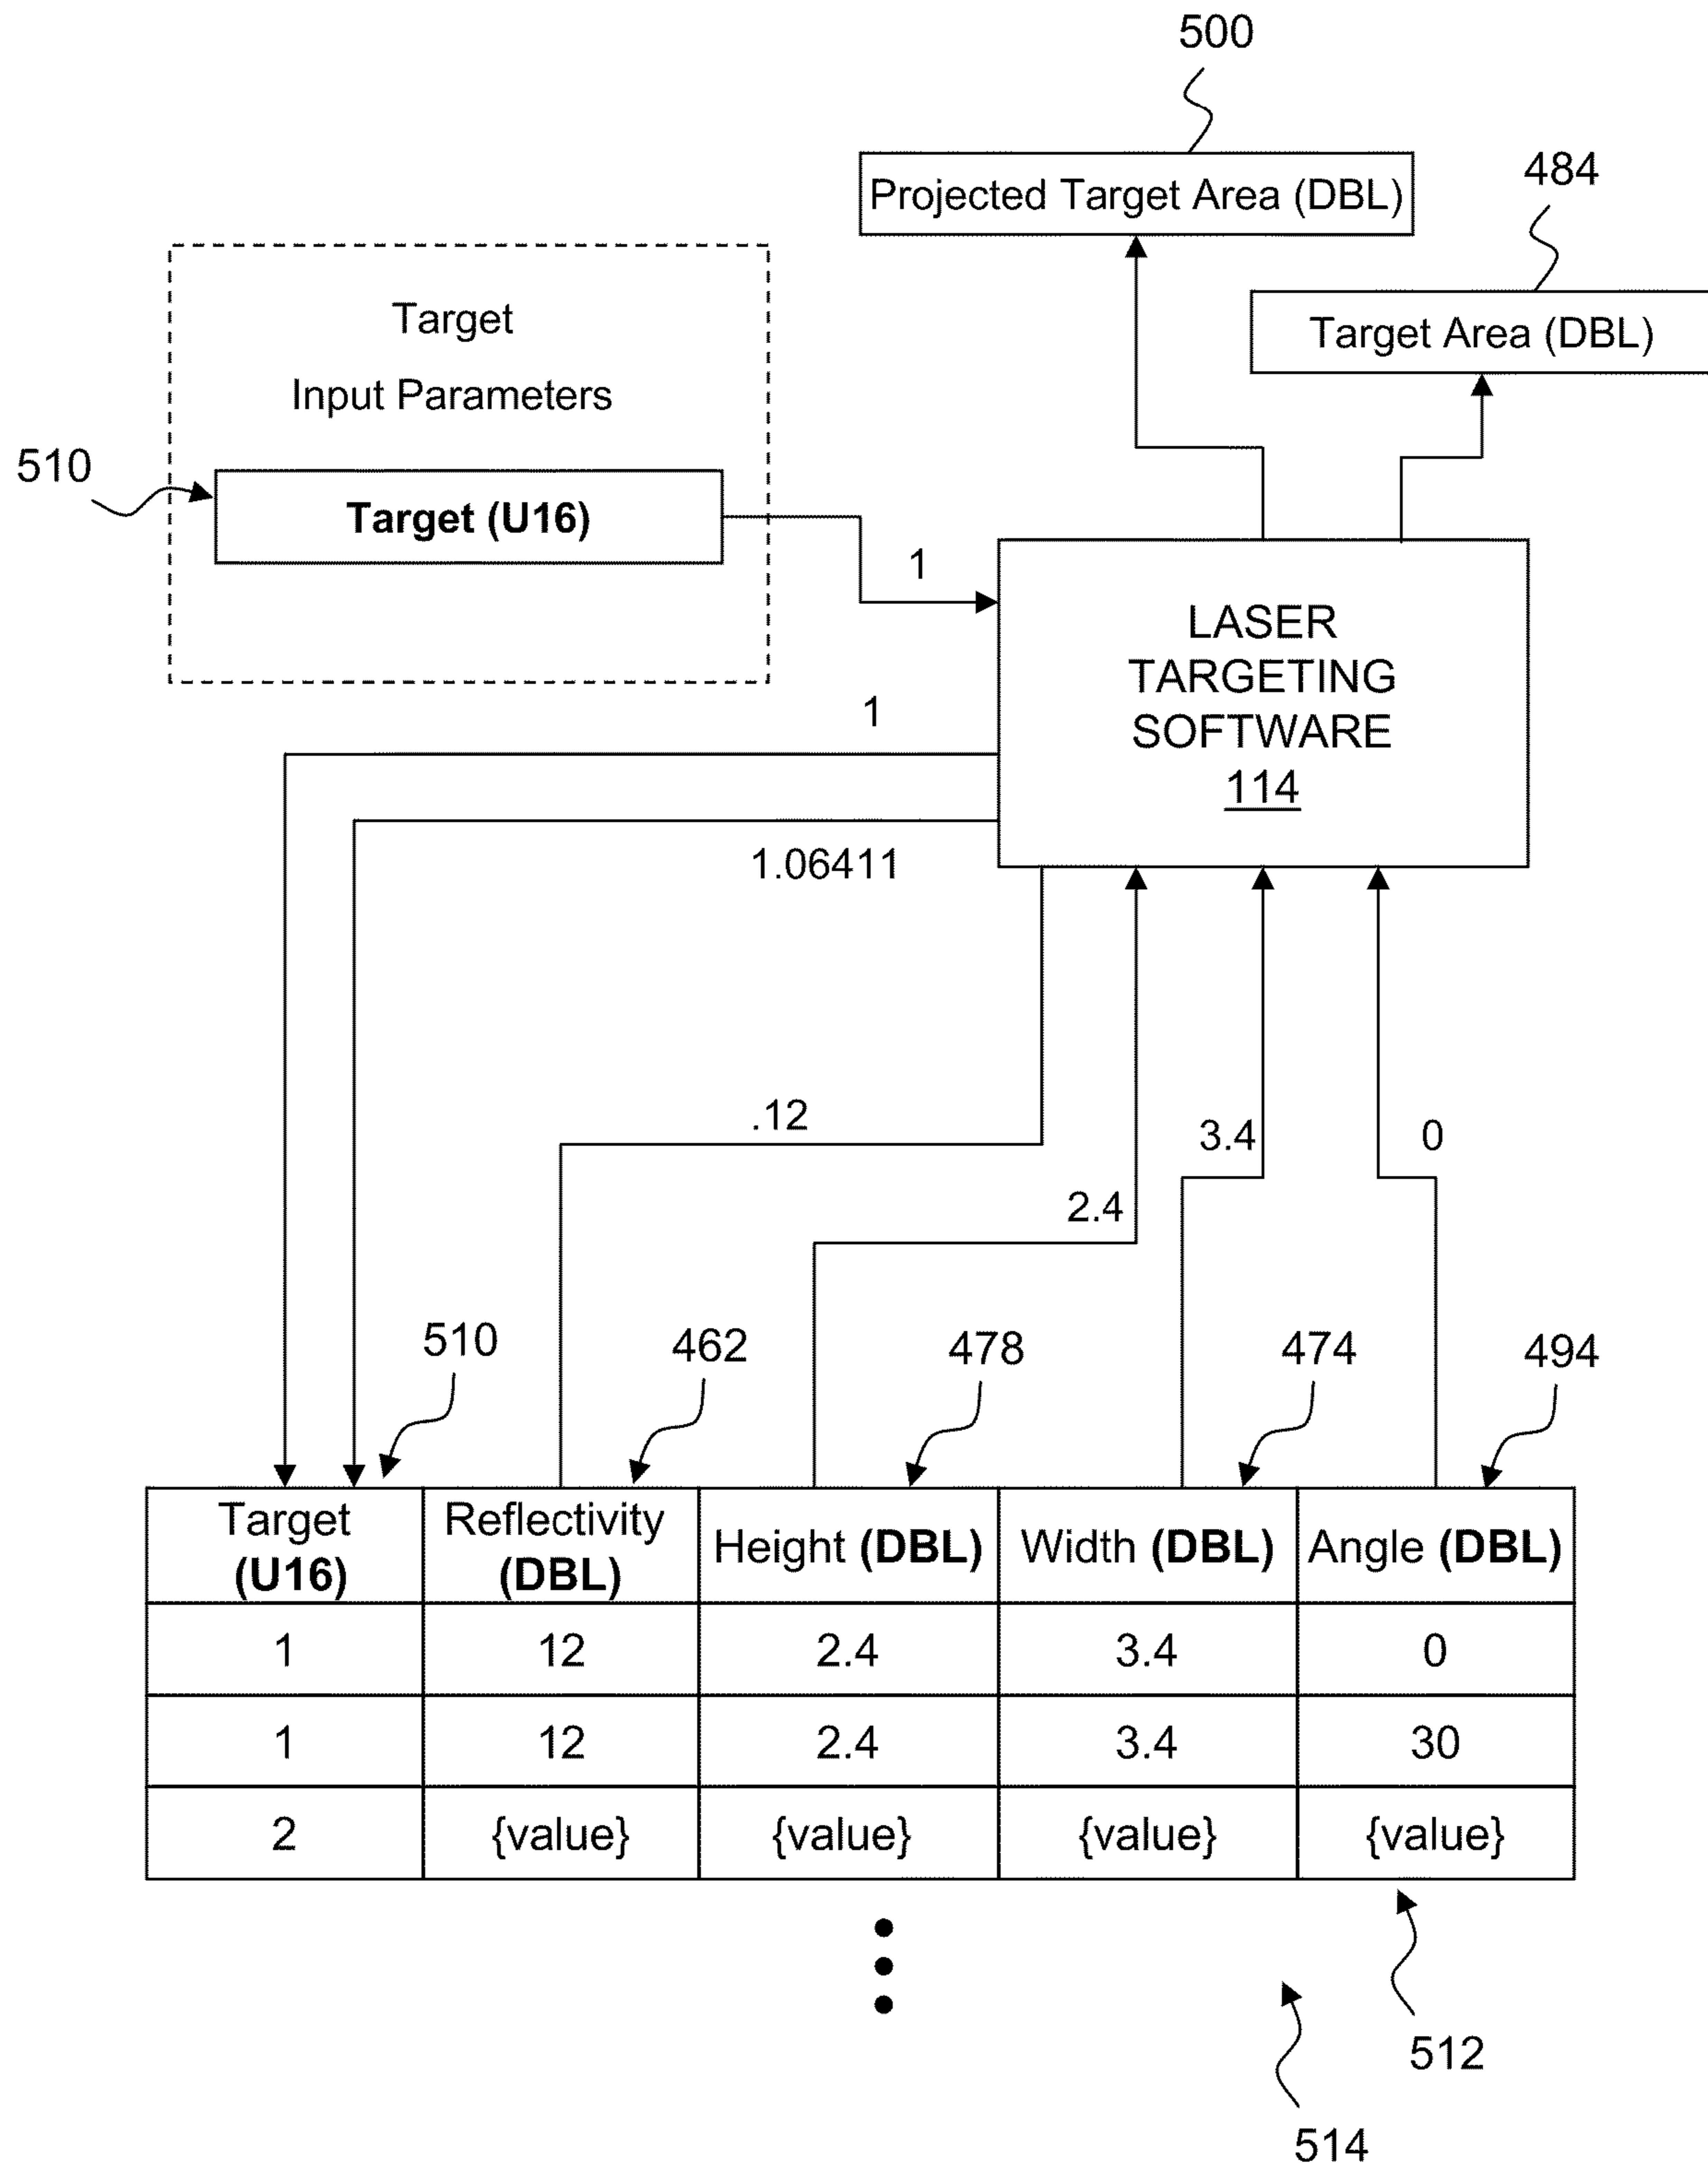 500
Projected Target Area (DBL)
484
Target Area (DBL)
Target
Input Parameters
510
Target (U16)
1
LASER
TARGETING
SOFTWARE
114
1
1.06411
.12
3.4
0
2.4
510
462
478
474
494
Target
(U16)
Reflectivity
(DBL)
Height (DBL)
Width (DBL)
Angle (DBL)
1 12 2.4 3.4 0
1 12 2.4 3.4 30
2 {value} {value} {value} {value}
512
514